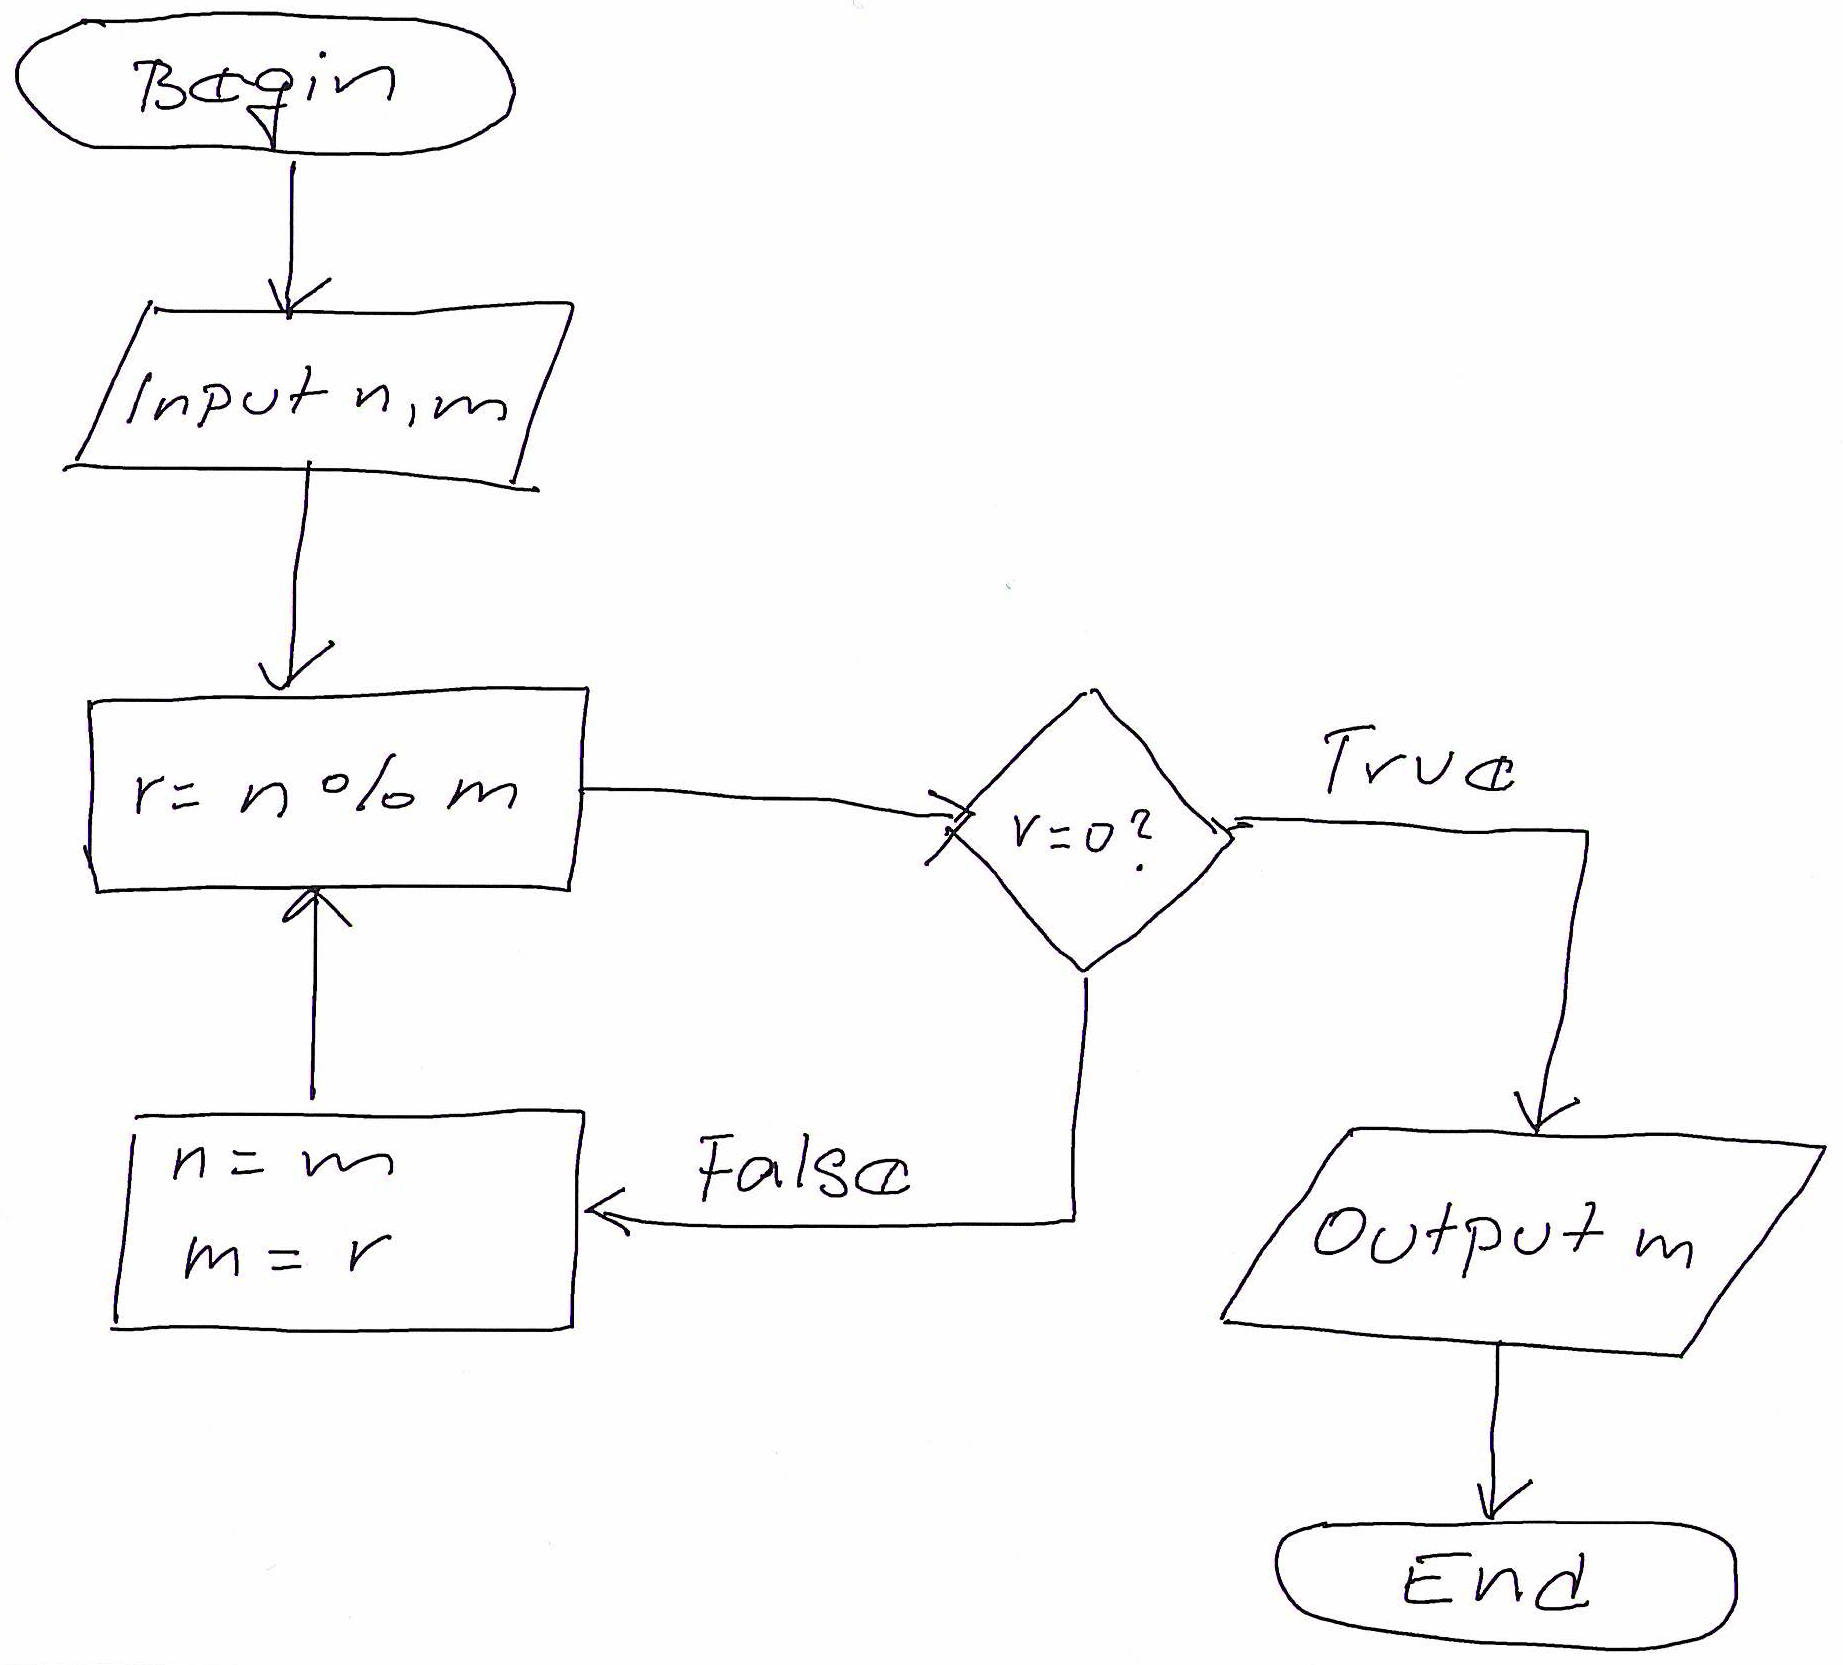 Begin
Input n,m
r= n % m
r=0?
True
False
n = m
m = r
Output m
End